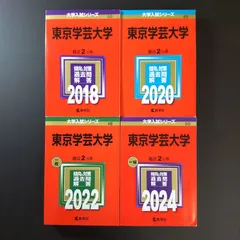 大学入試シリーズ
東京学芸大学
最近2カ年
傾向と対策
過去問
解答
2018
教学社
大学入試シリーズ
東京学芸大学
最近2カ年
傾向と対策
過去問
解答
2020
教学社
大学入試シリーズ
東京学芸大学
最近2カ年
傾向と対策
過去問
解答
2022
教学社
大学入試シリーズ
東京学芸大学
最近2カ年
傾向と対策
過去問
解答
2024
教学社